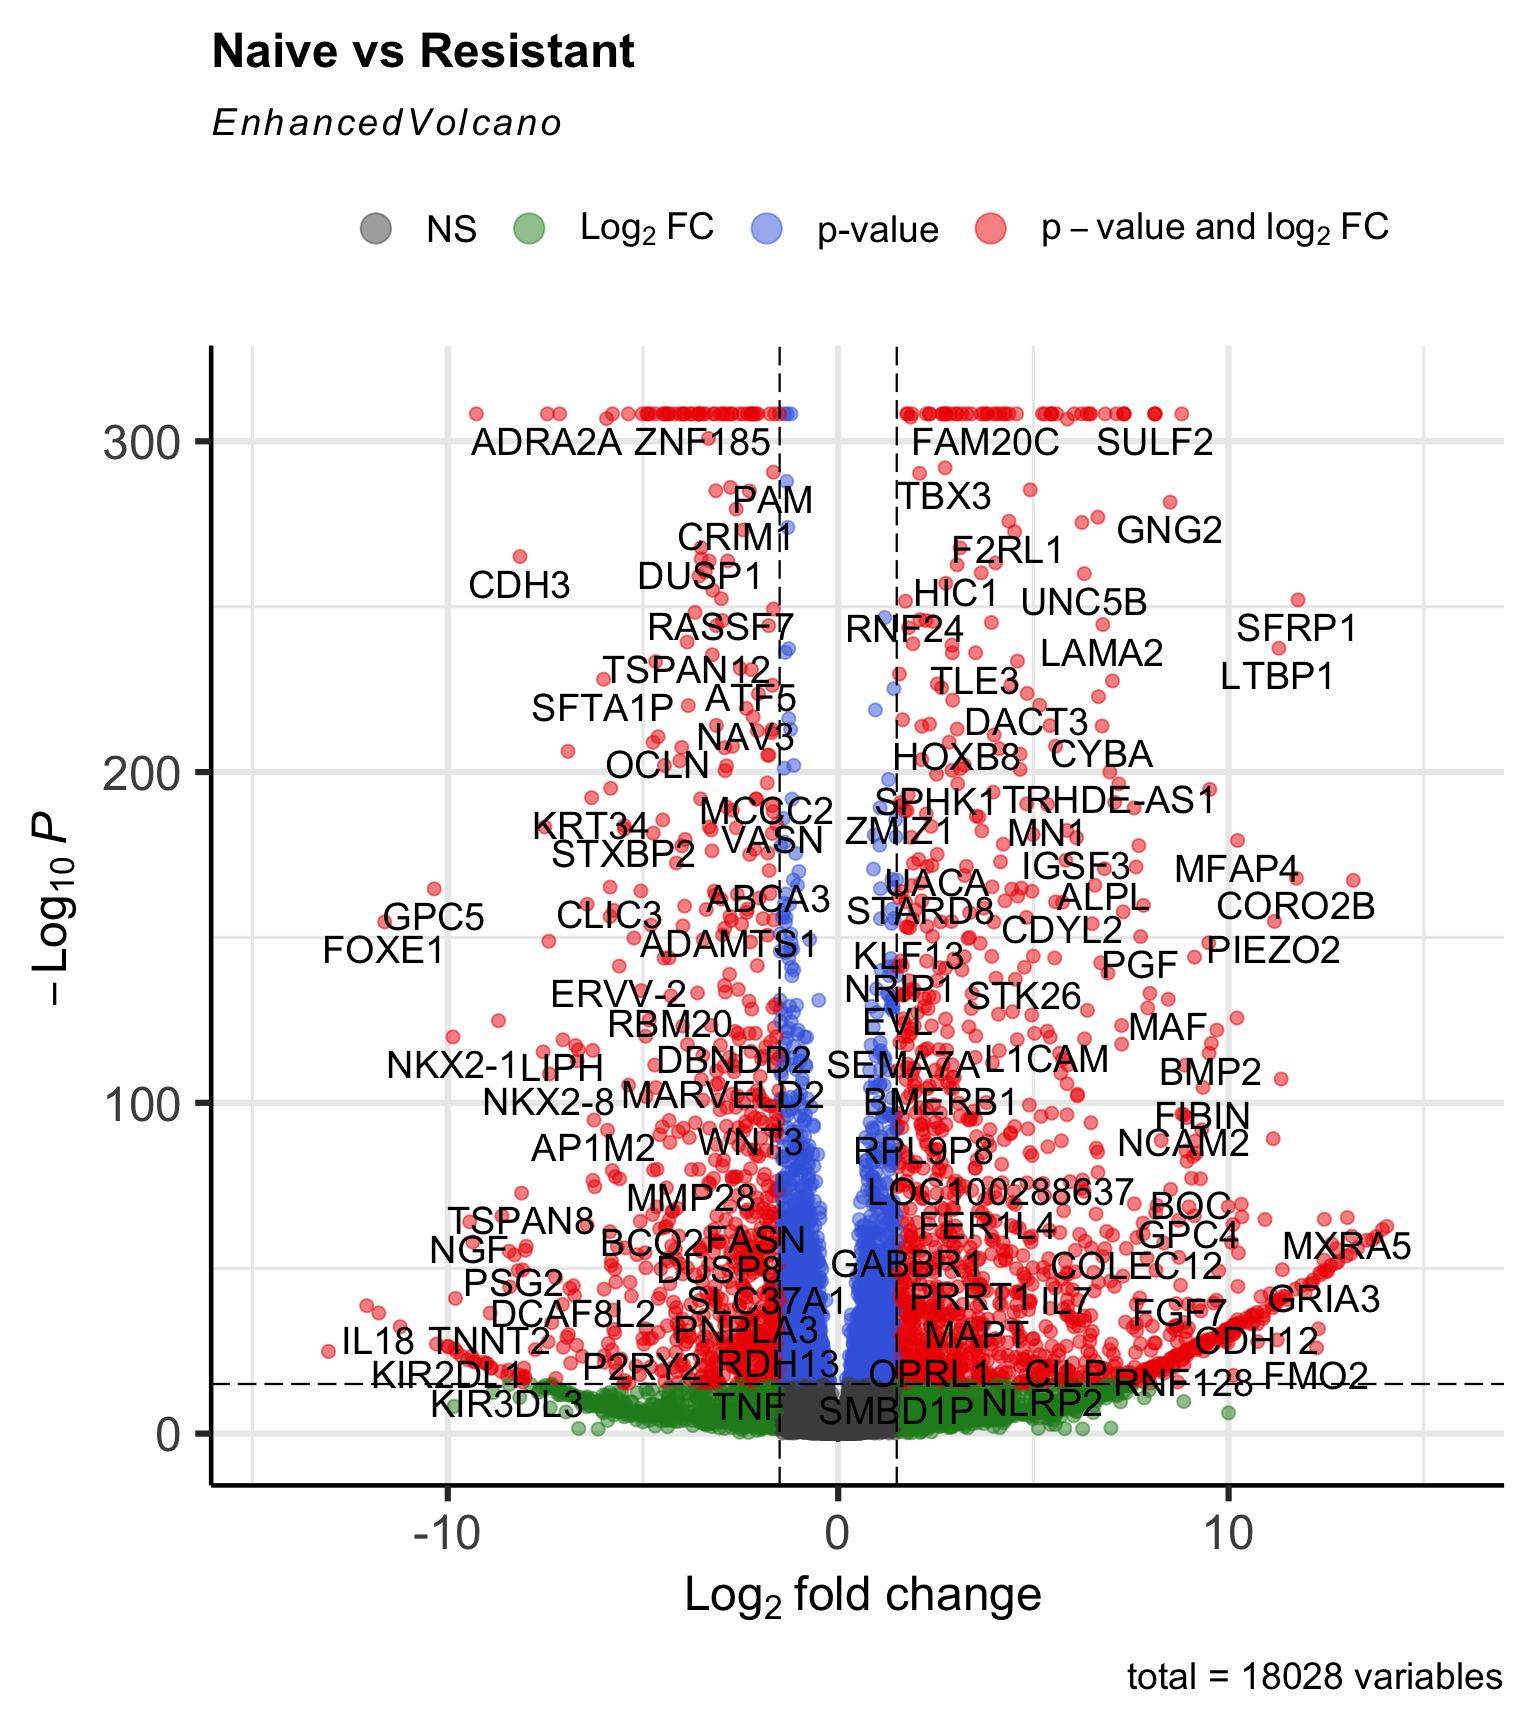 Naive vs Resistant
EnhancedVolcano
NS Log2 FC p-value p – value and log2 FC
300
200
100
0
−Log10 P
ADRA2A ZNF185 FAM20C SULF2
PAM TBX3
CRIM1 F2RL1 GNG2
CDH3 DUSP1 HIC1 UNC5B
RASSF7 RNF24 SFRP1
TSPAN12 TLE3 LAMA2 LTBP1
SFTA1P ATF5 DACT3
NAV3 HOXB8 CYBA
OCLN
MCCC2 SPHK1 TRHDE-AS1
KRT34 VASN ZMIZ1 MN1
STXBP2 IGSF3 MFAP4
ABCA3 UACA ALPL CORO2B
GPC5 CLIC3 STARD8 CDYL2
FOXE1 ADAMTS1 KLF13 PGF PIEZO2
ERVV-2 NRIP1 STK26
RBM20 EVL MAF
NKX2-1 LIPH DBNDD2 SEMA7A L1CAM BMP2
NKX2-8 MARVELD2 BMERB1 FIBIN
AP1M2 WNT3 RPL9P8 NCAM2
MMP28 LOC100288637 BOC
TSPAN8 FER1L4 GPC4
NGF BCO2 FASN GABBR1 COLEC12 MXRA5
PSG2 DUSP8
DCAF8L2 SLC37A1 PRRT1 IL7 FGF7 GRIA3
IL18 TNNT2 PNPLA3 MAPT CDH12
KIR2DL1 P2RY2 RDH13 OPRL1 CILP RNF128 FMO2
KIR3DL3 TNF SMBD1P NLRP2
-10 0 10
Log2 fold change
total = 18028 variables